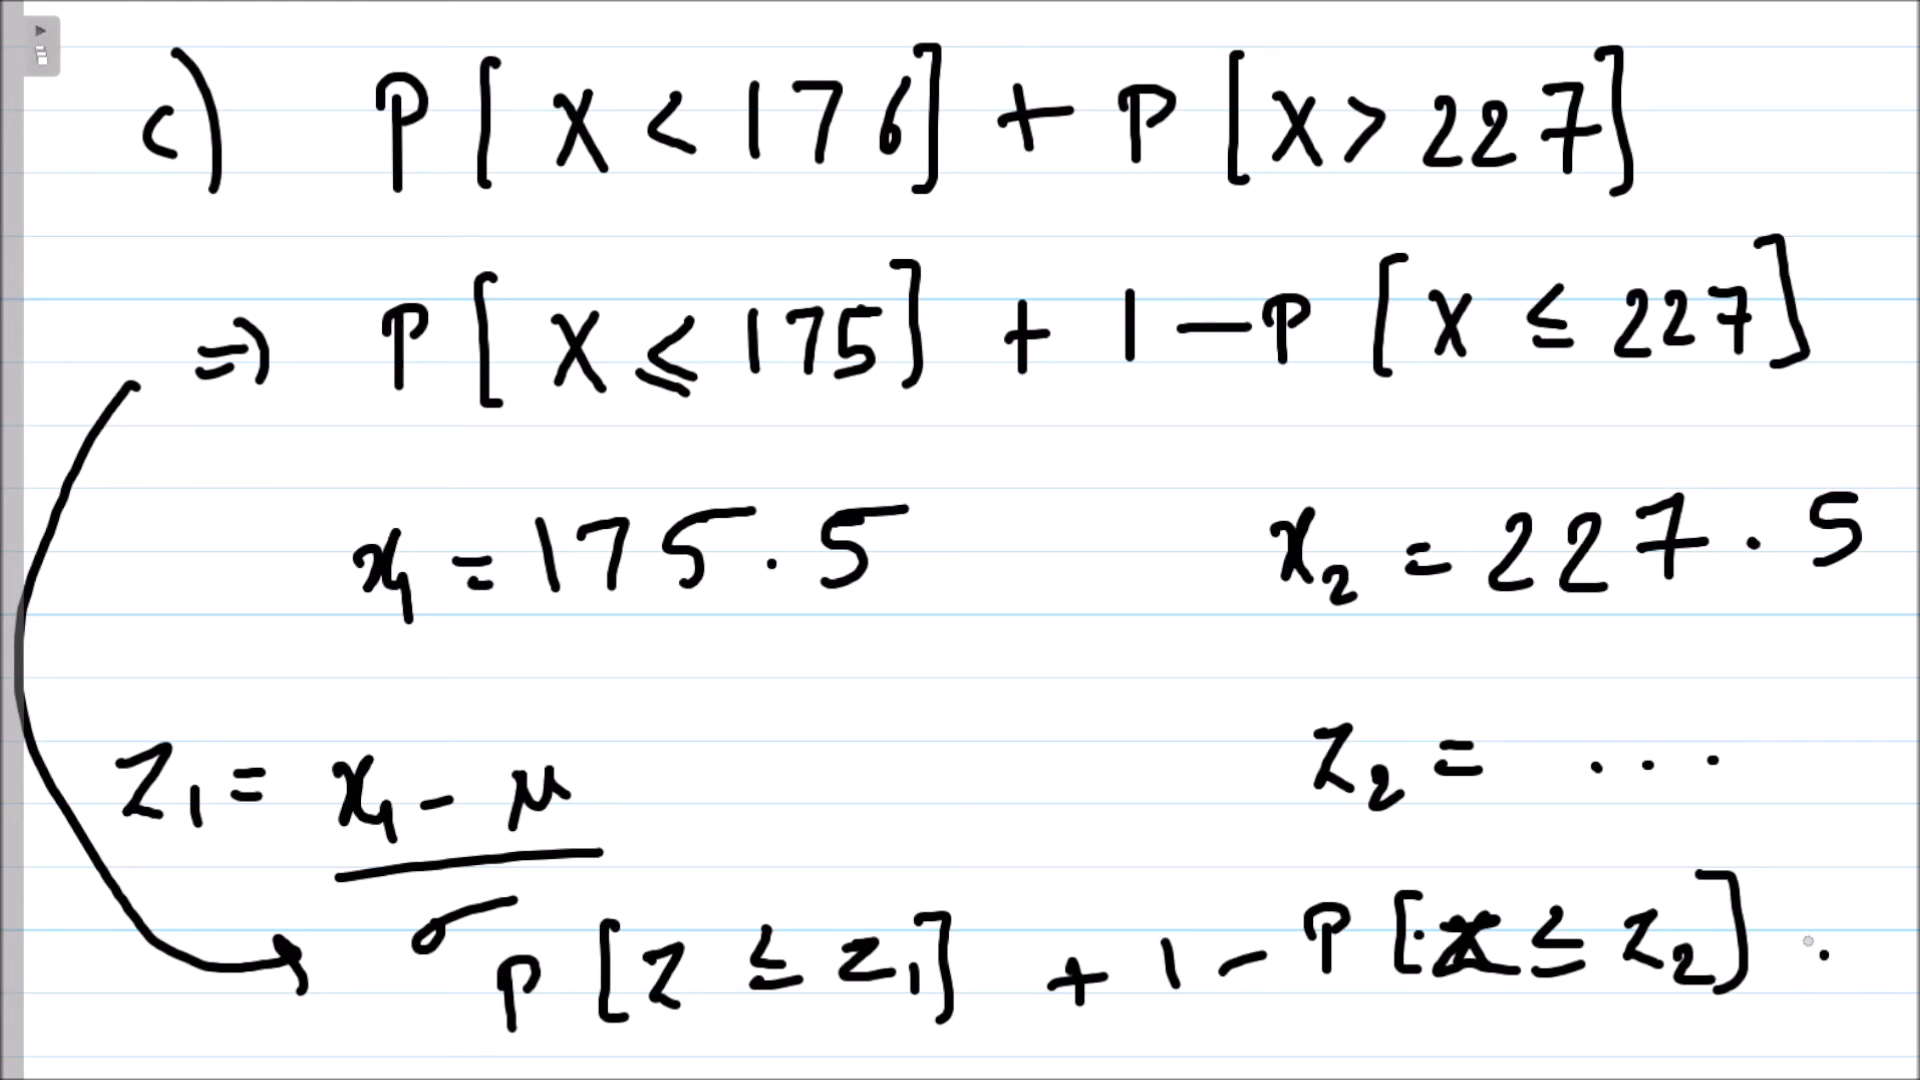 c) P[X < 176] + P[X > 227]
⇒ P[X ≤ 175] + 1 - P[X ≤ 227]
x₁ = 175.5 x₂ = 227.5
Z₁ = (x₁ - μ)/σ Z₂ = ...
P[Z ≤ Z₁] + 1 - P[Z ≤ Z₂].